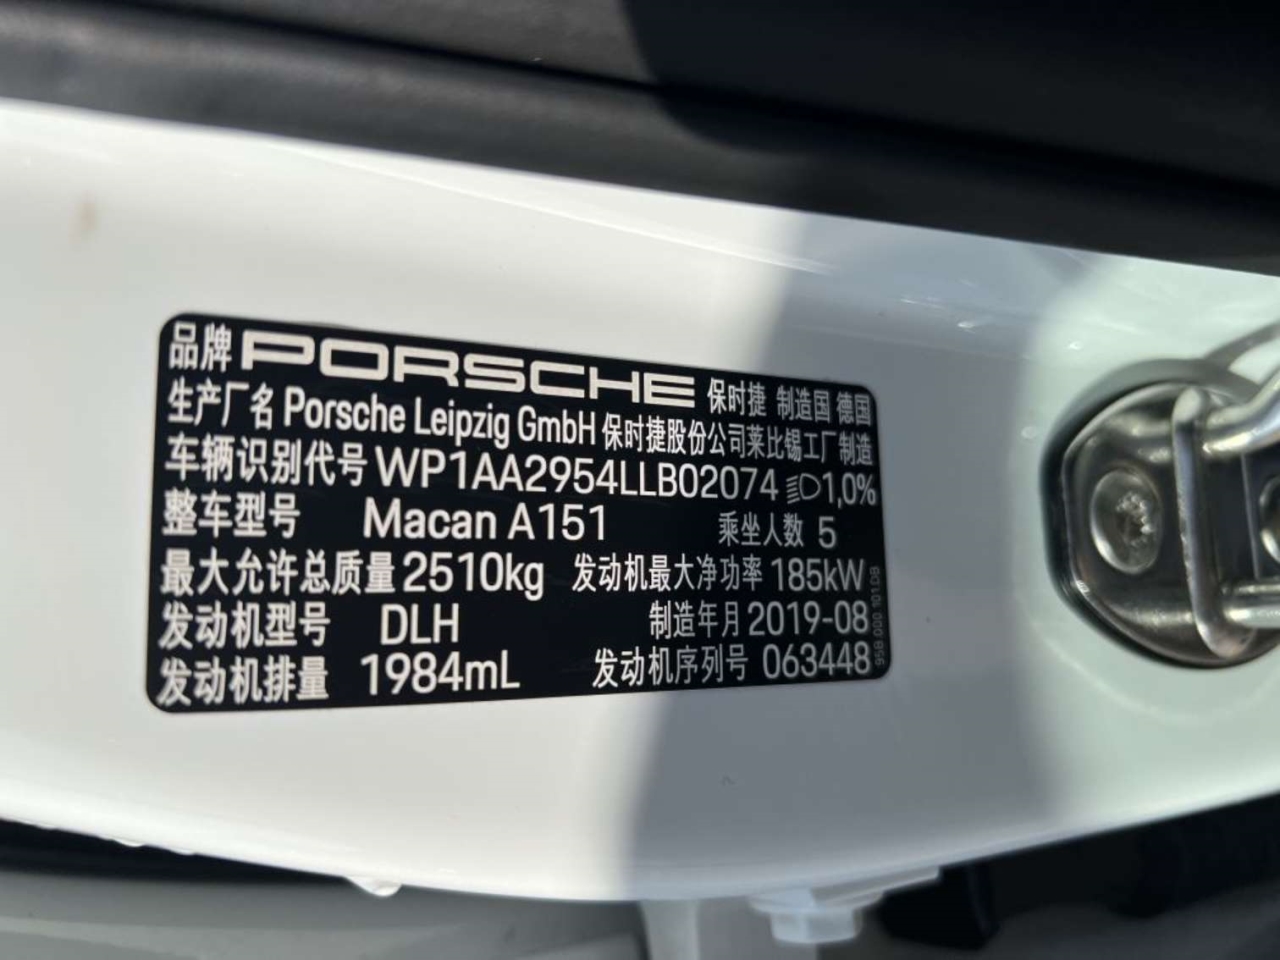 品牌 PORSCHE 保时捷 制造国 德国
生产厂名 Porsche Leipzig GmbH 保时捷股份公司莱比锡工厂制造
车辆识别代号 WP1AA2954LLB02074 1,0%
整车型号 Macan A151 乘坐人数 5
最大允许总质量 2510kg 发动机最大净功率 185kW
发动机型号 DLH 制造年月 2019-08
发动机排量 1984mL 发动机序列号 063448
95B 000 101 DB